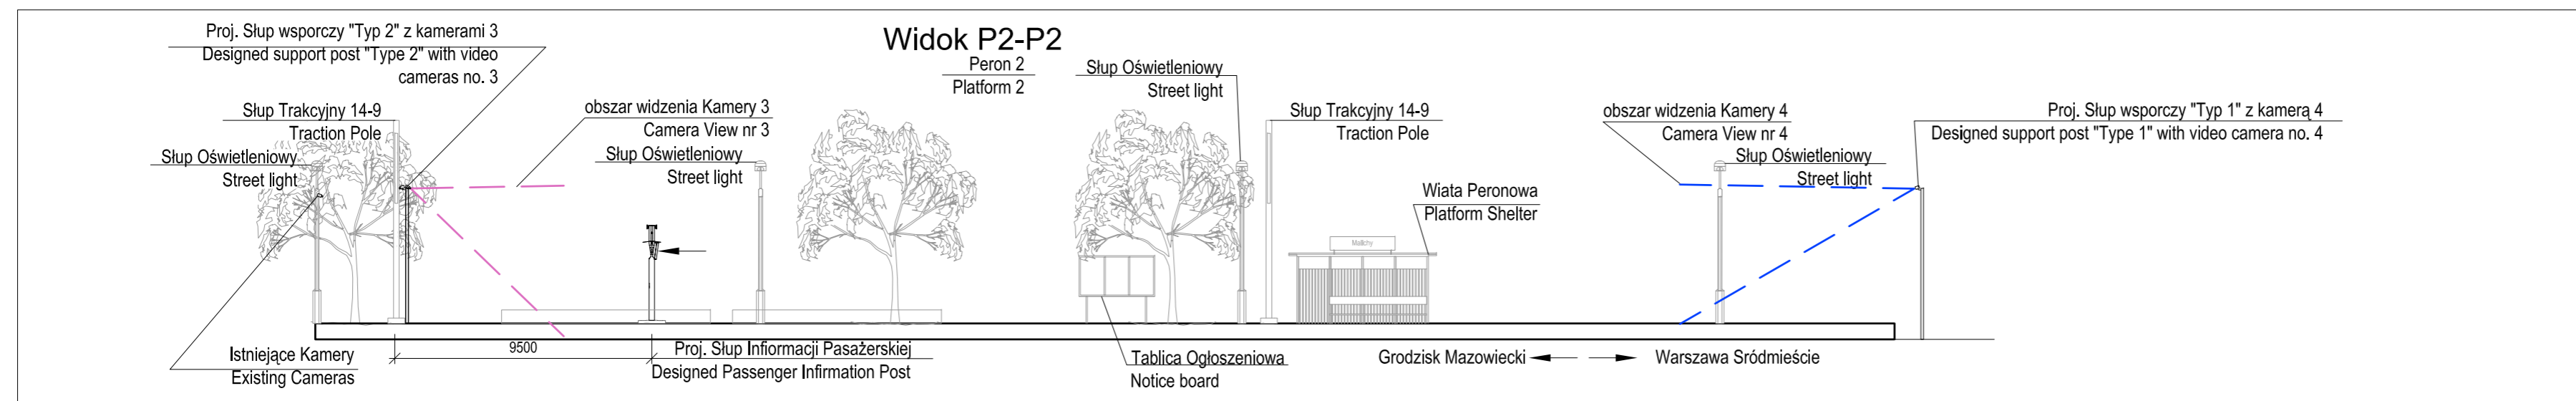 Proj. Słup wsporczy "Typ 2" z kamerami 3
Designed support post "Type 2" with video
cameras no. 3
Widok P2-P2
Peron 2
Platform 2
Słup Oświetleniowy
Street light
Słup Trakcyjny 14-9
Traction Pole
obszar widzenia Kamery 3
Camera View nr 3
Słup Trakcyjny 14-9
Traction Pole
obszar widzenia Kamery 4
Camera View nr 4
Proj. Słup wsporczy "Typ 1" z kamerą 4
Designed support post "Type 1" with video camera no. 4
Słup Oświetleniowy
Street light
Słup Oświetleniowy
Street light
Słup Oświetleniowy
Street light
Wiata Peronowa
Platform Shelter
Malichy
Istniejące Kamery
Existing Cameras
9500
Proj. Słup Infiormacji Pasażerskiej
Designed Passenger Infirmation Post
Tablica Ogłoszeniowa
Notice board
Grodzisk Mazowiecki
Warszawa Sródmieście